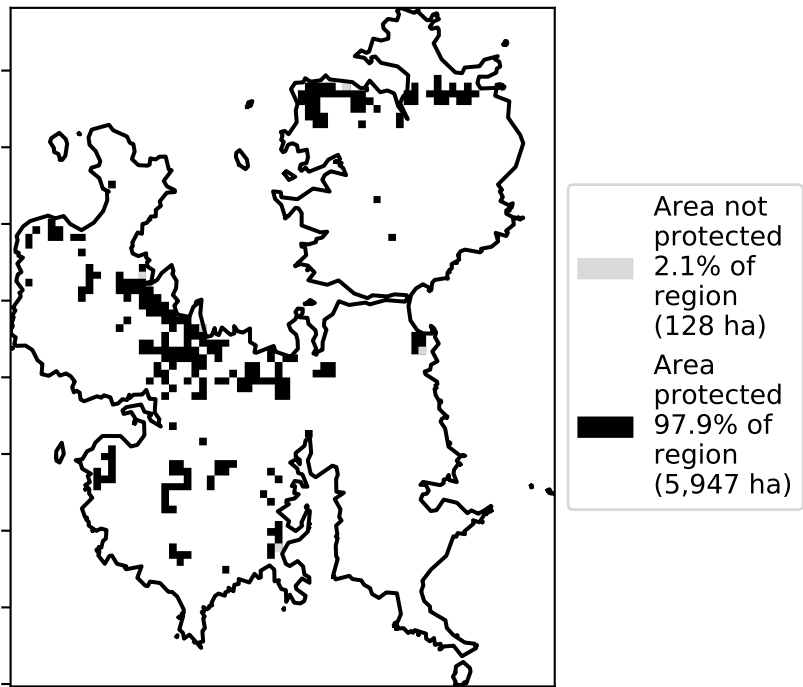 Area not
protected
2.1% of
region
(128 ha)
Area
protected
97.9% of
region
(5,947 ha)